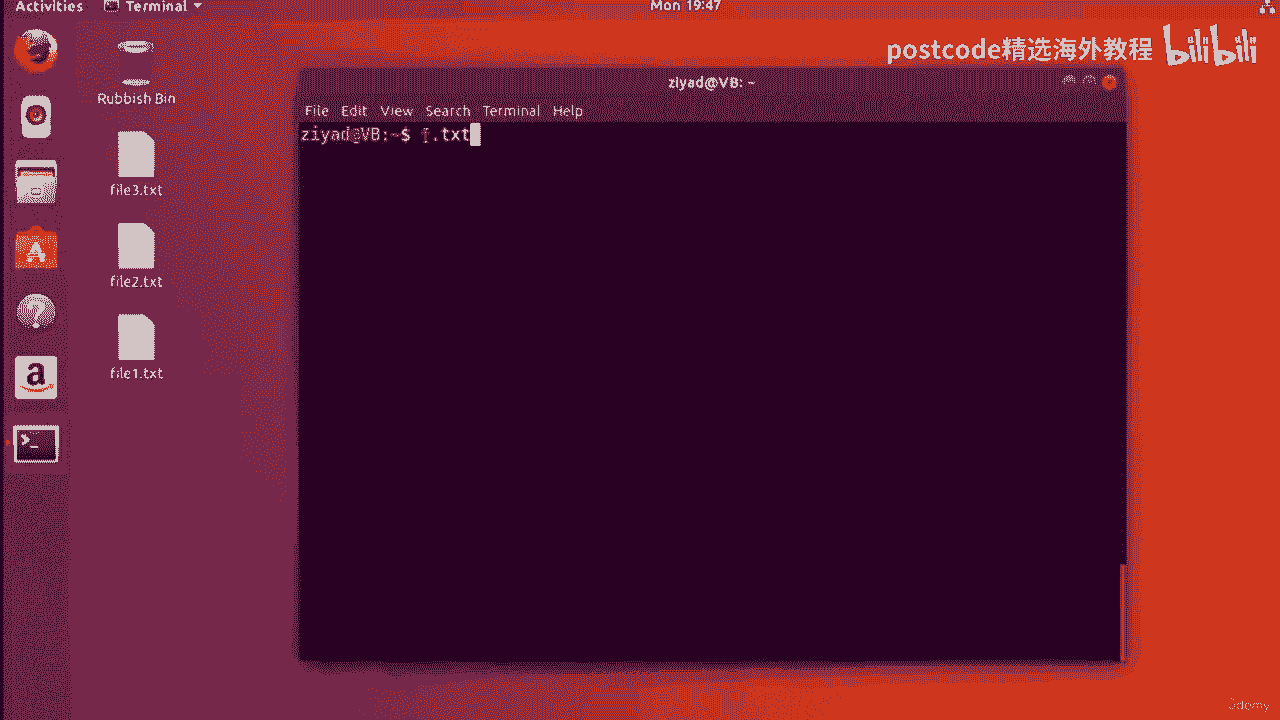 Activities
Terminal
Mon 19:47
postcode精选海外教程 bilibili
Rubbish Bin
file3.txt
file2.txt
file1.txt
ziyad@VB: ~
File Edit View Search Terminal Help
ziyad@VB:~$ .txt
Udemy